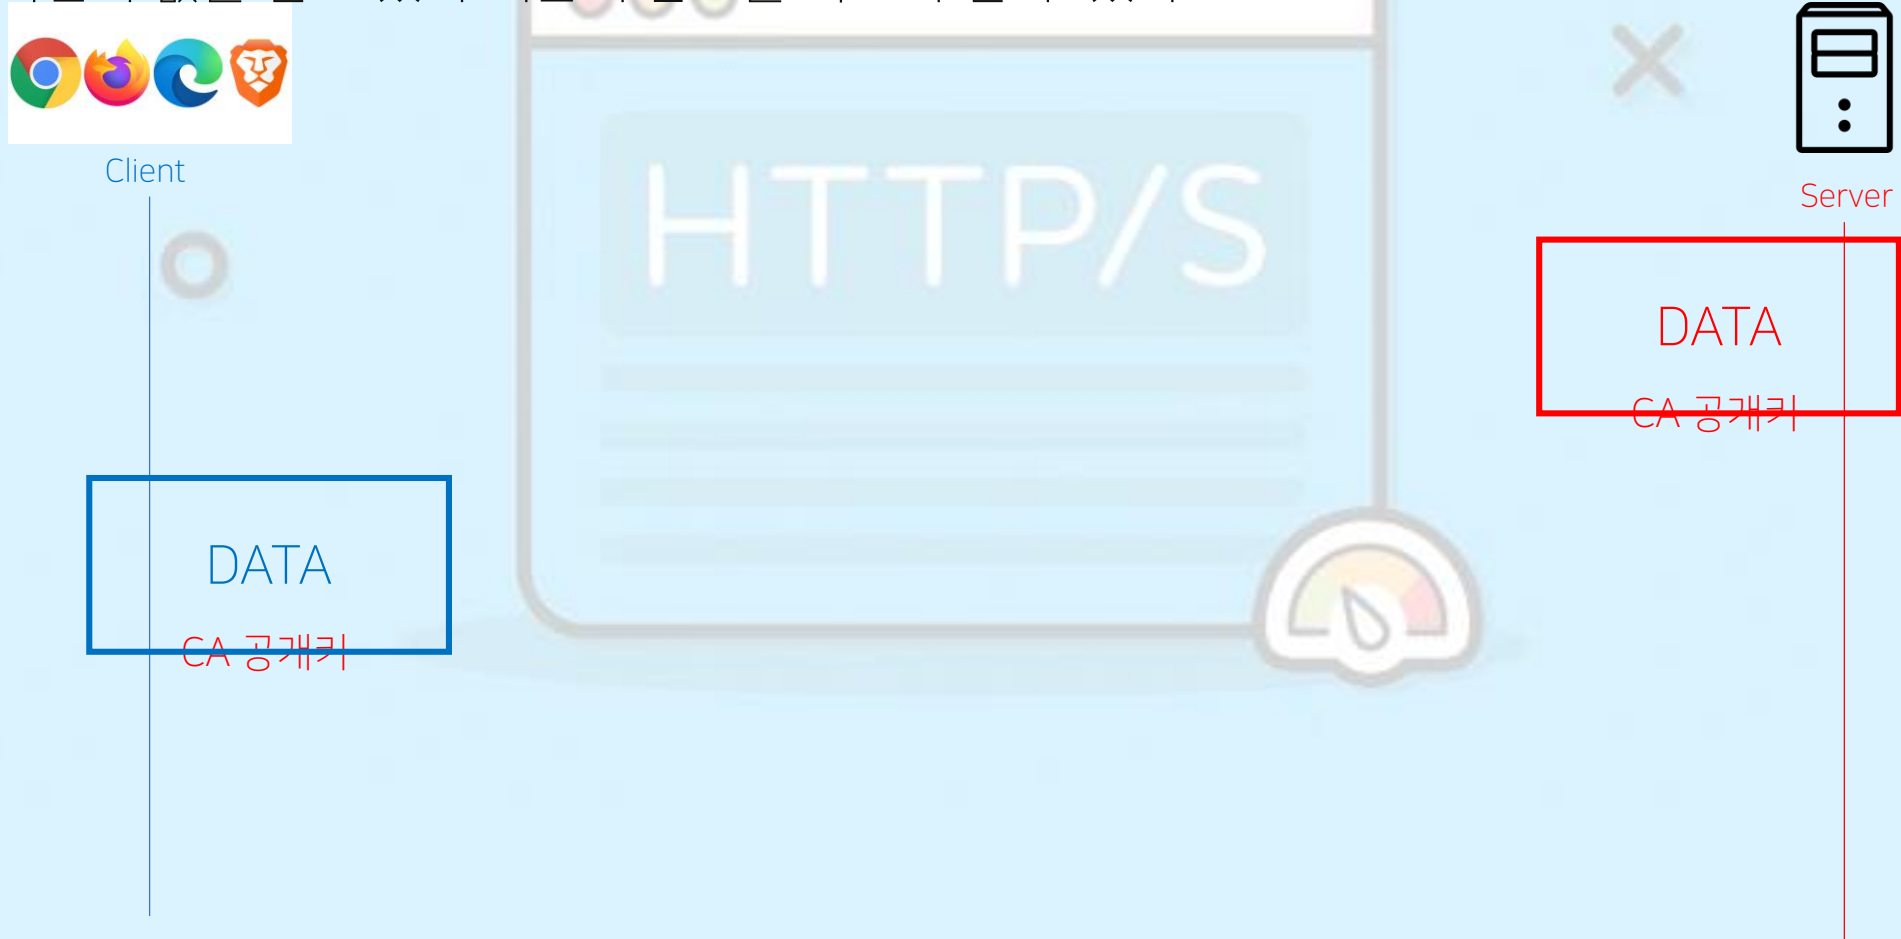 Client
Server
HTTP/S
DATA
CA 공개키
DATA
CA 공개키